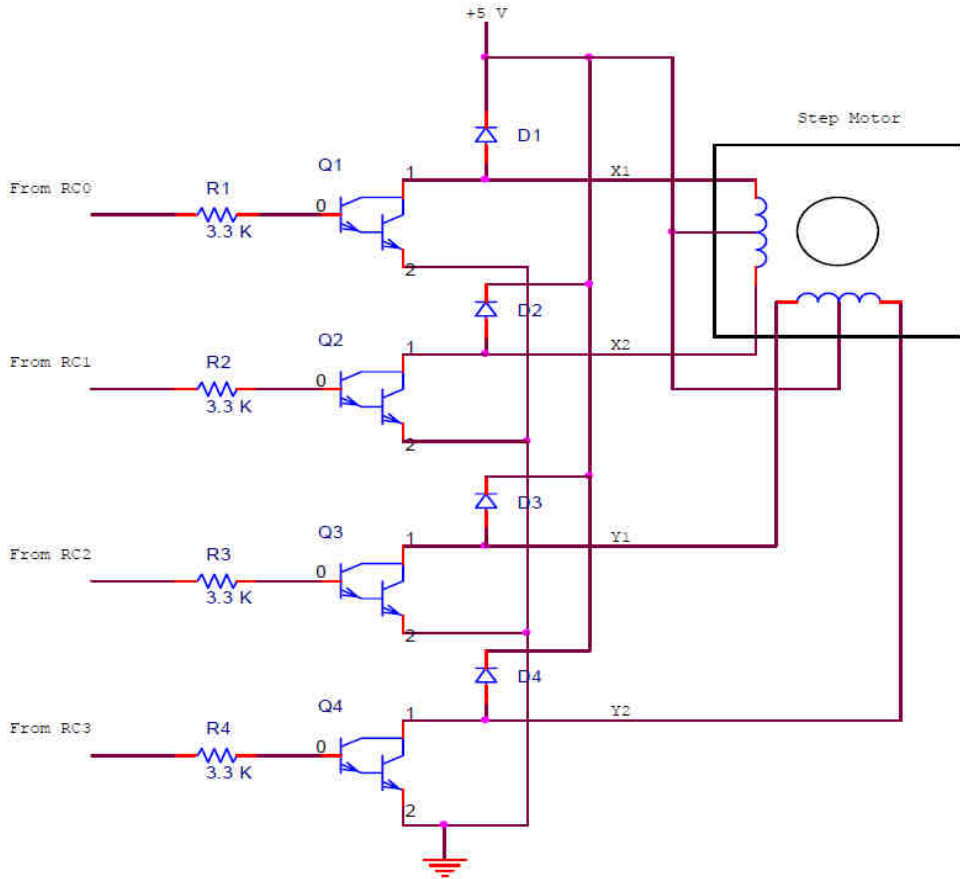 +5 V
Step Motor
D1
Q1
1
X1
From RC0
R1
0
3.3 K
2
D2
Q2
1
X2
From RC1
R2
0
3.3 K
2
D3
Q3
1
Y1
From RC2
R3
0
3.3 K
2
D4
Q4
1
Y2
From RC3
R4
0
3.3 K
2